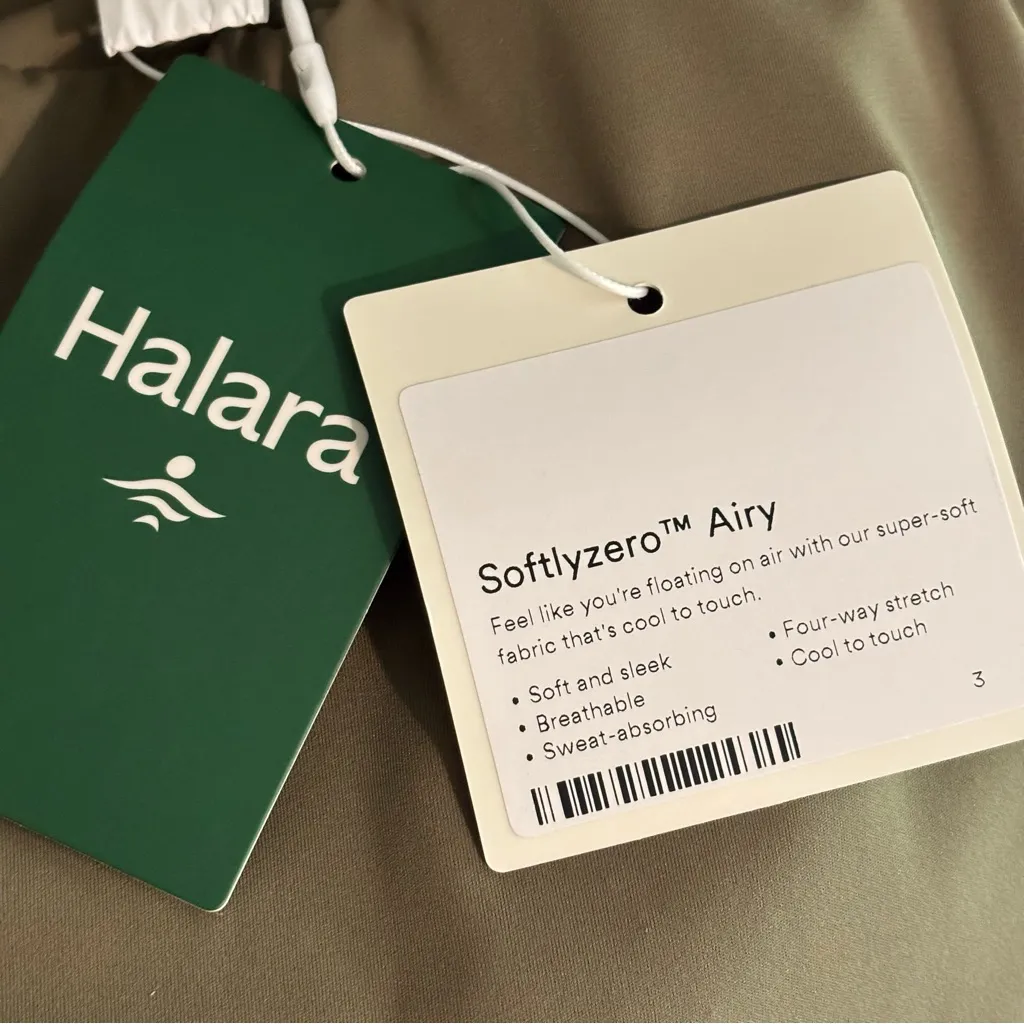 Halara
Softlyzero™ Airy
Feel like you're floating on air with our super-soft
fabric that's cool to touch.
• Soft and sleek
• Breathable
• Sweat-absorbing
• Four-way stretch
• Cool to touch
3